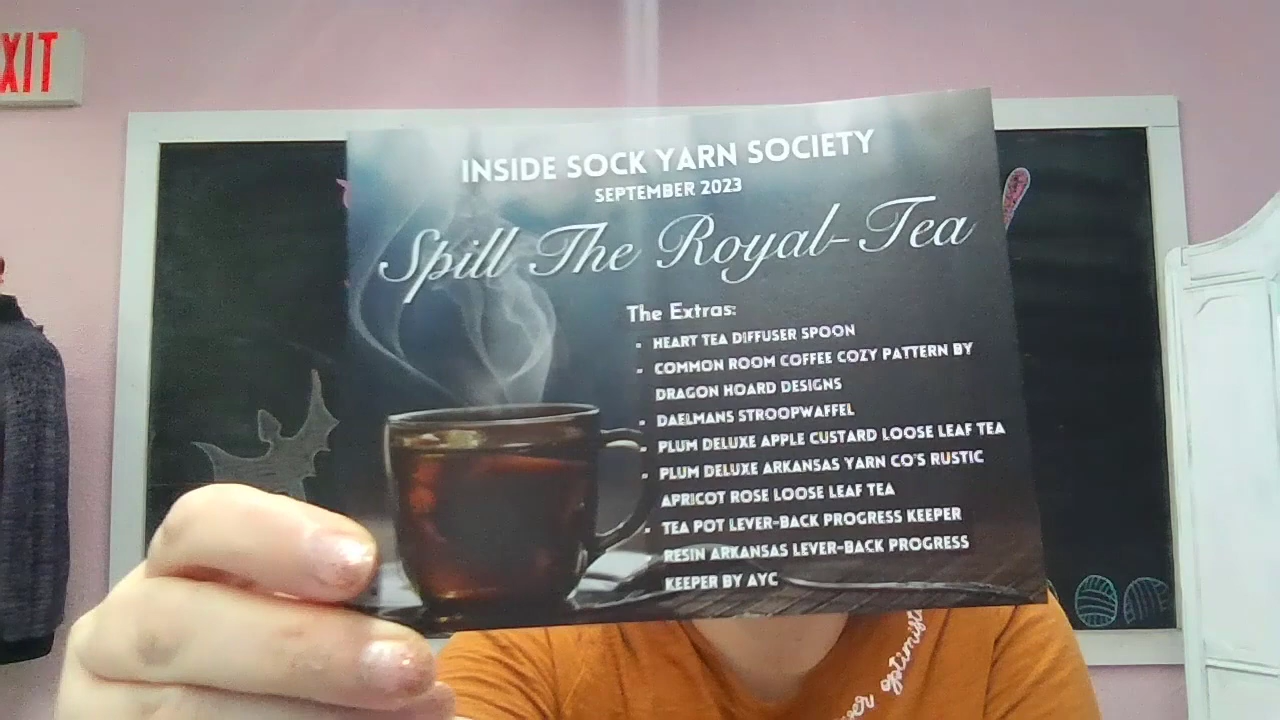 XIT
INSIDE SOCK YARN SOCIETY
SEPTEMBER 2023
Spill The Royal-Tea
The Extras:
• HEART TEA DIFFUSER SPOON
• COMMON ROOM COFFEE COZY PATTERN BY
DRAGON HOARD DESIGNS
• DAELMANS STROOPWAFFEL
• PLUM DELUXE APPLE CUSTARD LOOSE LEAF TEA
• PLUM DELUXE ARKANSAS YARN CO'S RUSTIC
APRICOT ROSE LOOSE LEAF TEA
• TEA POT LEVER-BACK PROGRESS KEEPER
RESIN ARKANSAS LEVER-BACK PROGRESS
KEEPER BY AYC
optimist